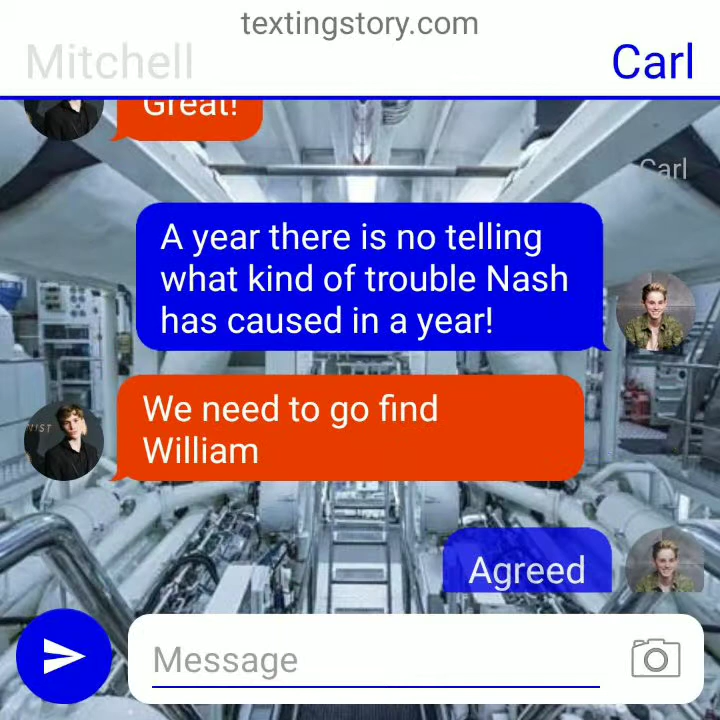 textingstory.com
Mitchell
Carl
Great!
Carl
A year there is no telling
what kind of trouble Nash
has caused in a year!
We need to go find
William
Agreed
Message